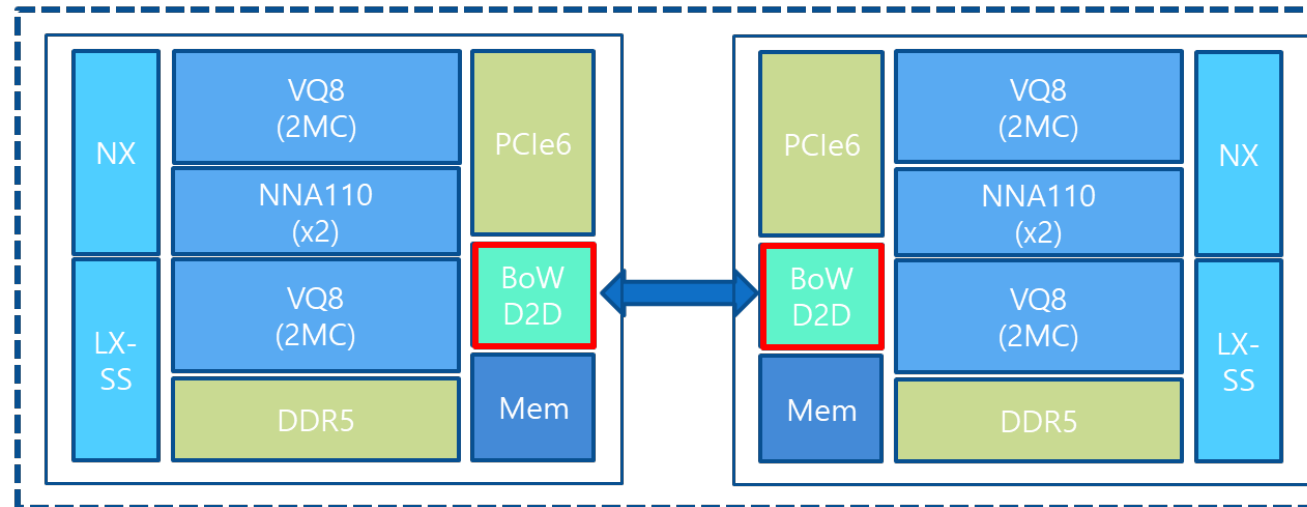 NX
VQ8
(2MC)
NNA110
(x2)
VQ8
(2MC)
LX-
SS
DDR5
PCIe6
BoW
D2D
Mem
PCIe6
BoW
D2D
Mem
VQ8
(2MC)
NNA110
(x2)
VQ8
(2MC)
DDR5
NX
LX-
SS